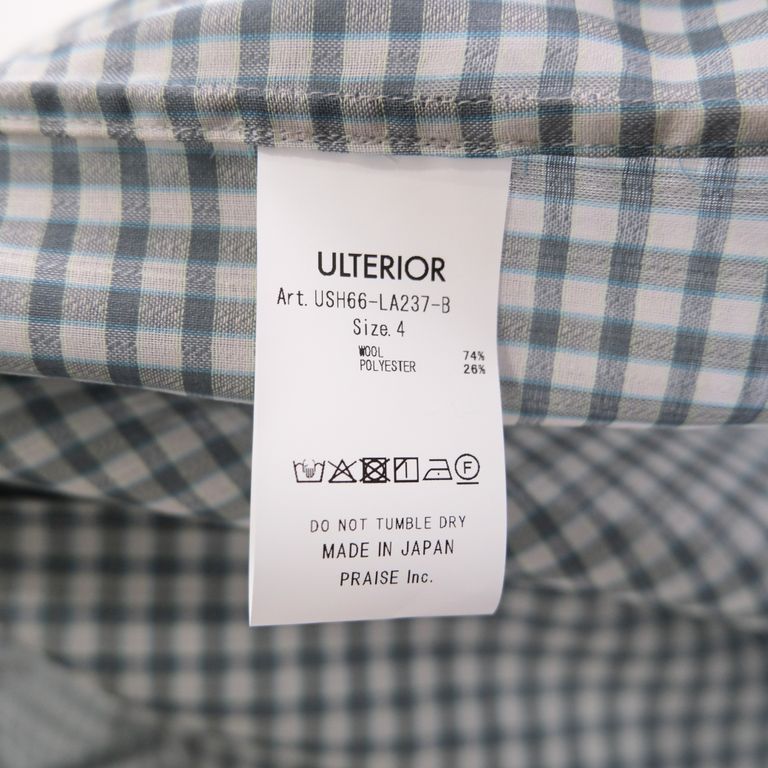 ULTERIOR
Art. USH66-LA237-B
Size. 4
WOOL 74%
POLYESTER 26%
F
DO NOT TUMBLE DRY
MADE IN JAPAN
PRAISE Inc.